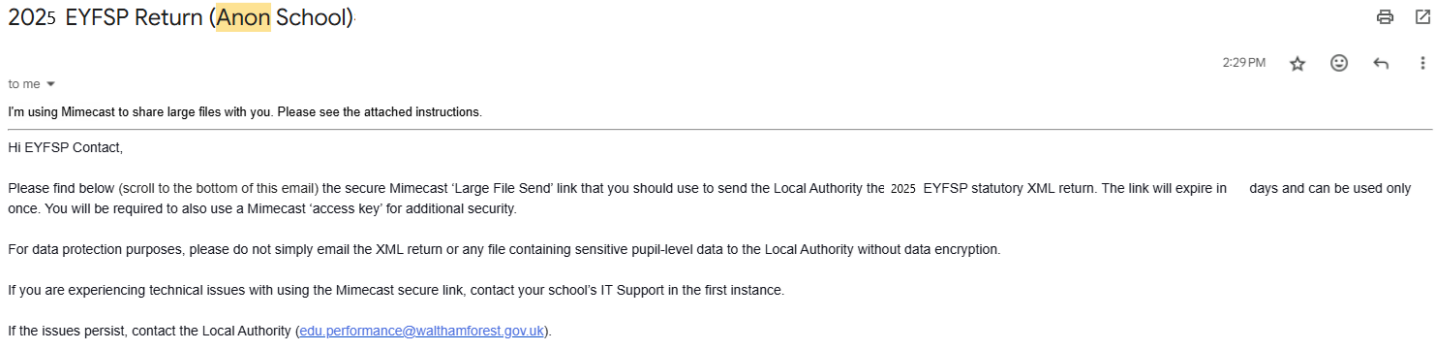 2025 EYFSP Return (Anon School)
2:29 PM
to me
I'm using Mimecast to share large files with you. Please see the attached instructions.
Hi EYFSP Contact,
Please find below (scroll to the bottom of this email) the secure Mimecast ‘Large File Send’ link that you should use to send the Local Authority the 2025 EYFSP statutory XML return. The link will expire in days and can be used only
once. You will be required to also use a Mimecast ‘access key’ for additional security.
For data protection purposes, please do not simply email the XML return or any file containing sensitive pupil-level data to the Local Authority without data encryption.
If you are experiencing technical issues with using the Mimecast secure link, contact your school’s IT Support in the first instance.
If the issues persist, contact the Local Authority (edu.performance@walthamforest.gov.uk).